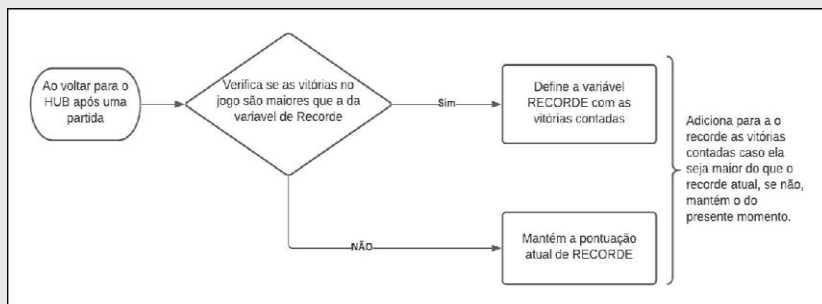 Ao voltar para o
HUB após uma
partida
Verifica se as vitórias no
jogo são maiores que a da
variavel de Recorde
Sim
Define a variável
RECORDE com as
vitórias contadas
NÃO
Mantém a pontuação
atual de RECORDE
Adiciona para a o
recorde as vitórias
contadas caso ela
seja maior do que o
recorde atual, se não,
mantém o do
presente momento.